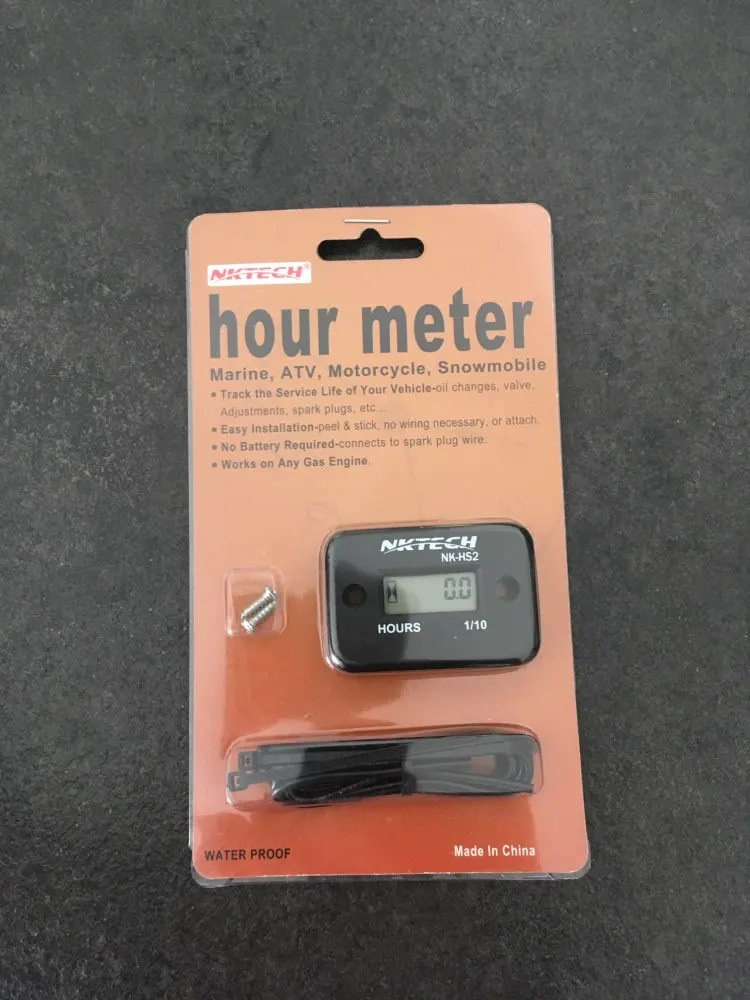 NKTECH®
hour meter
Marine, ATV, Motorcycle, Snowmobile
• Track the Service Life of Your Vehicle-oil changes, valve,
Adjustments, spark plugs, etc...
• Easy Installation-peel & stick, no wiring necessary, or attach.
• No Battery Required-connects to spark plug wire.
• Works on Any Gas Engine.
NKTECH
NK-HS2
0.0
HOURS 1/10
WATER PROOF
Made In China